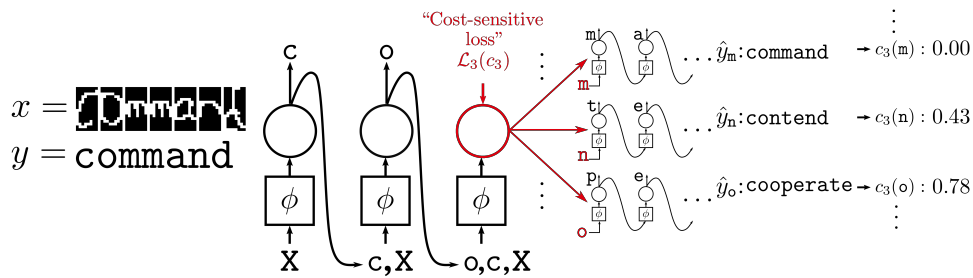 x = command
y = command
c
o
"Cost-sensitive
loss"
ℒ₃(c₃)
ϕ
ϕ
ϕ
X
c,X
o,c,X
m a
ϕ ϕ
m
... ŷₘ:command → c₃(m) : 0.00
t e
ϕ ϕ
n
... ŷₙ:contend → c₃(n) : 0.43
p e
ϕ ϕ
o
... ŷₒ:cooperate → c₃(o) : 0.78